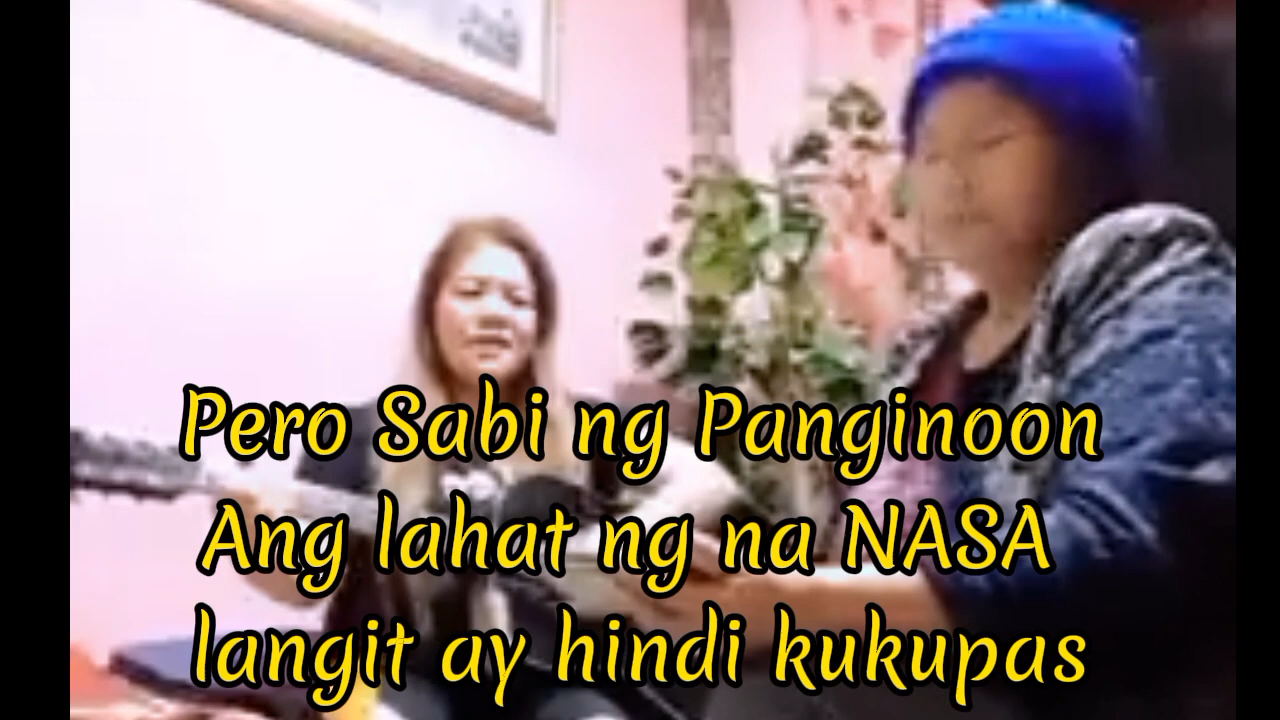 Pero Sabi ng Panginoon
Ang lahat ng na NASA
langit ay hindi kukupas